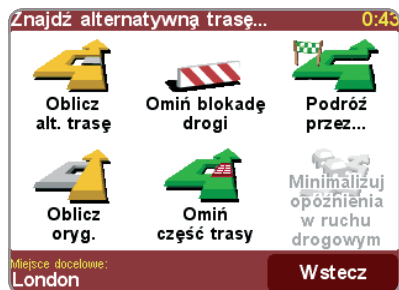 Znajdź alternatywną trasę... 0:43
Oblicz
alt. trasę
Omiń blokadę
drogi
Podróż
przez...
Oblicz
oryg.
Omiń
część trasy
Minimalizuj
opóźnienia
w ruchu
drogowym
Miejsce docelowe:
London
Wstecz